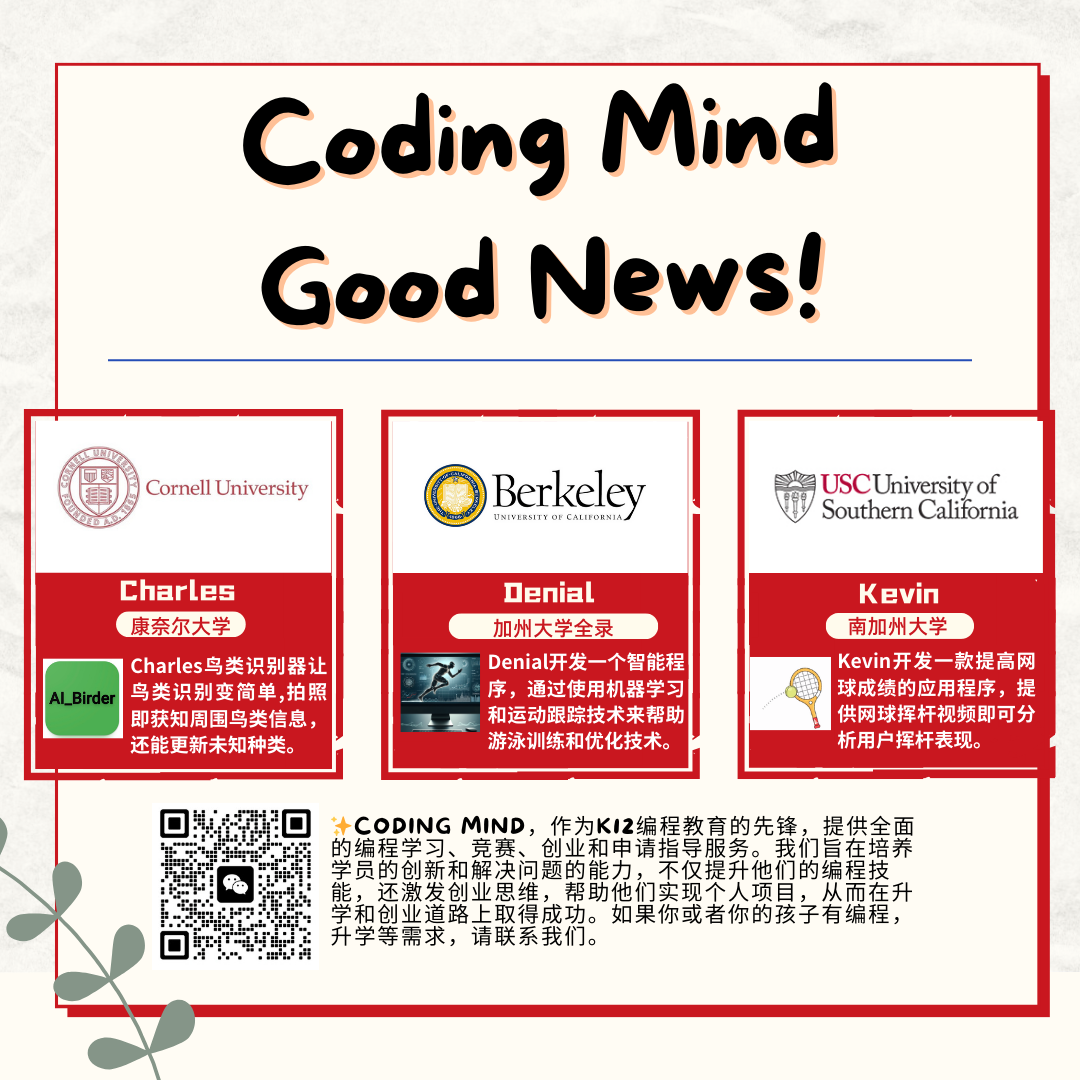 Coding Mind
Good News!
CORNELL UNIVERSITY
FOUNDED A.D. 1865
Cornell University
Charles
康奈尔大学
AI_Birder
Charles鸟类识别器让
鸟类识别变简单,拍照
即获知周围鸟类信息，
还能更新未知种类。
Berkeley
UNIVERSITY OF CALIFORNIA
Denial
加州大学全录
Denial开发一个智能程
序，通过使用机器学习
和运动跟踪技术来帮助
游泳训练和优化技术。
USC University of
Southern California
Kevin
南加州大学
Kevin开发一款提高网
球成绩的应用程序，提
供网球挥杆视频即可分
析用户挥杆表现。
✨CODING MIND，作为K12编程教育的先锋，提供全面
的编程学习、竞赛、创业和申请指导服务。我们旨在培养
学员的创新和解决问题的能力，不仅提升他们的编程技
能，还激发创业思维，帮助他们实现个人项目，从而在升
学和创业道路上取得成功。如果你或者你的孩子有编程，
升学等需求，请联系我们。